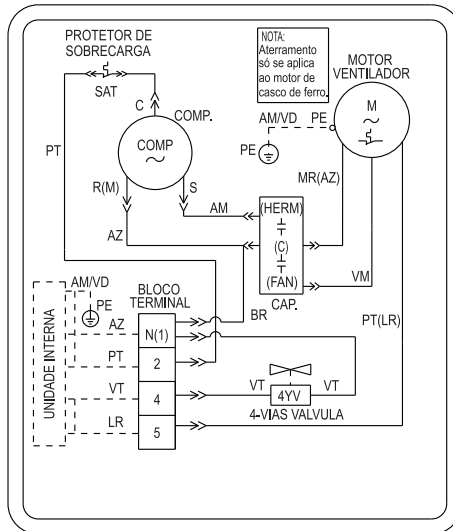 PROTETOR DE
SOBRECARGA
SAT
NOTA:
Aterramento
só se aplica
ao motor de
casco de ferro.
MOTOR
VENTILADOR
M
C
COMP.
COMP
AM/VD
PE
PE
PT
R(M)
S
MR(AZ)
AM
(HERM)
AZ
(C)
(FAN)
CAP.
VM
AM/VD
PE
BLOCO
TERMINAL
BR
PT(LR)
UNIDADE INTERNA
AZ
N(1)
PT
2
VT
4
VT
4YV
VT
4-VIAS VALVULA
LR
5